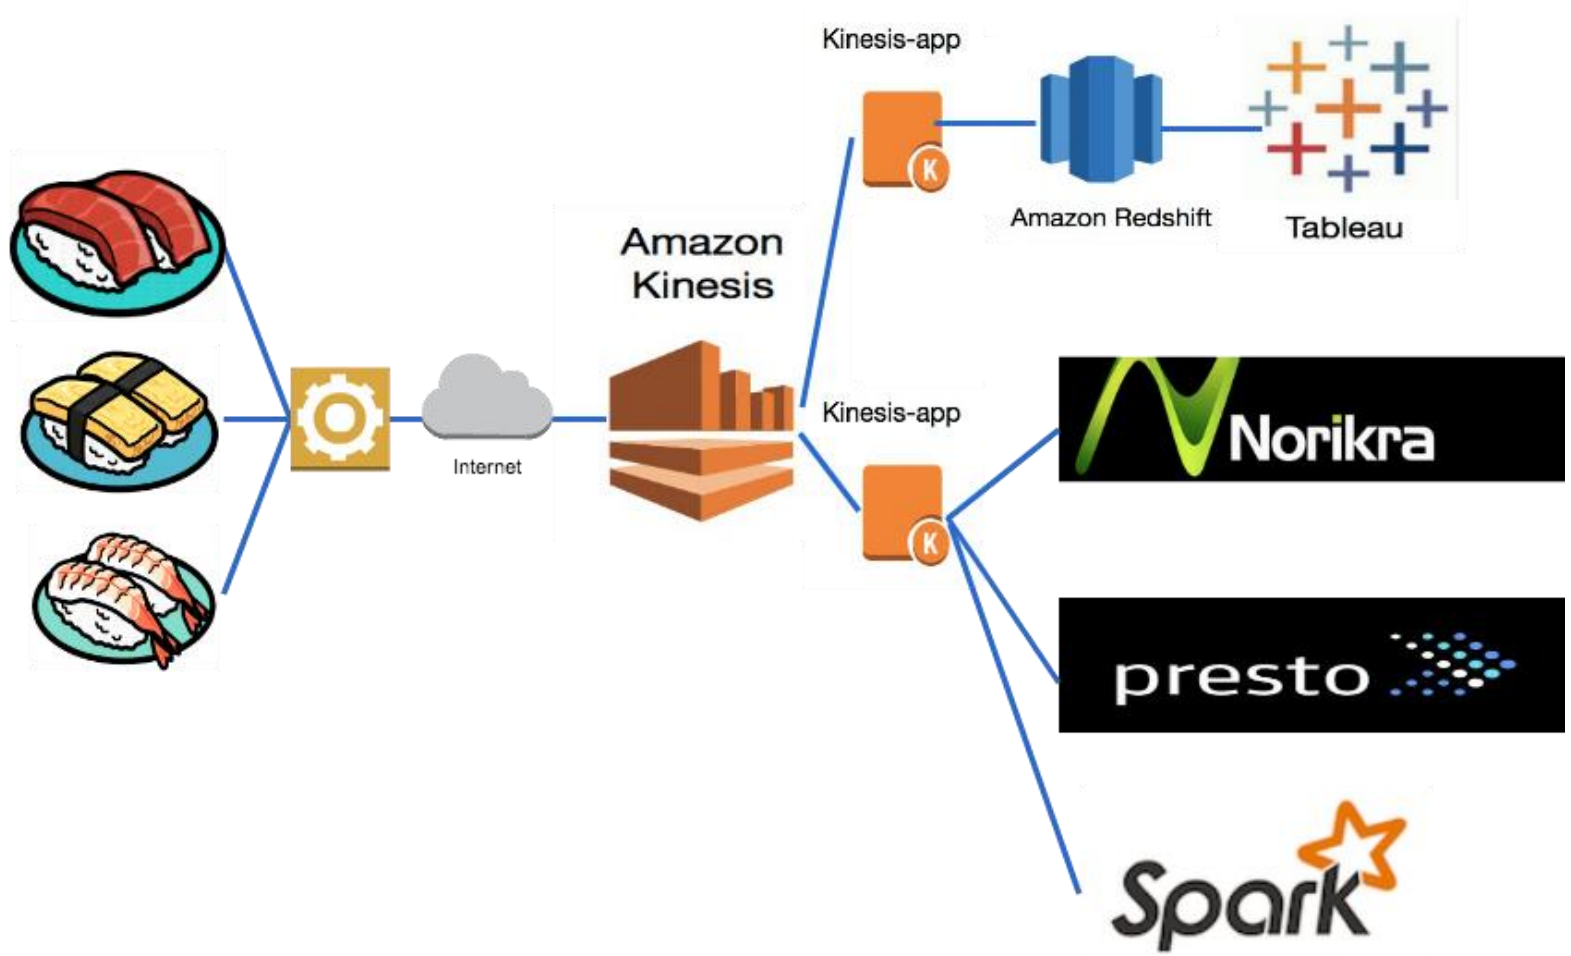 Kinesis-app
K
Amazon Redshift
Tableau
Amazon
Kinesis
Internet
Kinesis-app
K
Norikra
presto
Spark